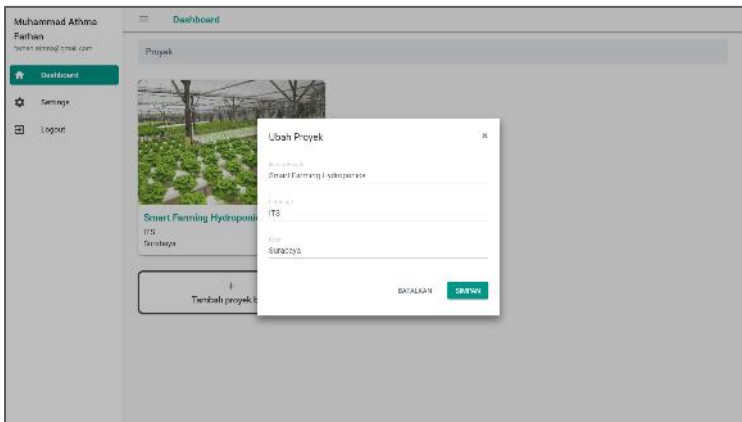 Muhammad Athma
Farhan
Dashboard
Settings
Logout
Dashboard
Proyek
Smart Farming Hydroponi
ITS
Surabaya
+
Tambah proyek b
Ubah Proyek
×
Smart Farming Hydroponics
ITS
Surabaya
BATALKAN
SIMPAN